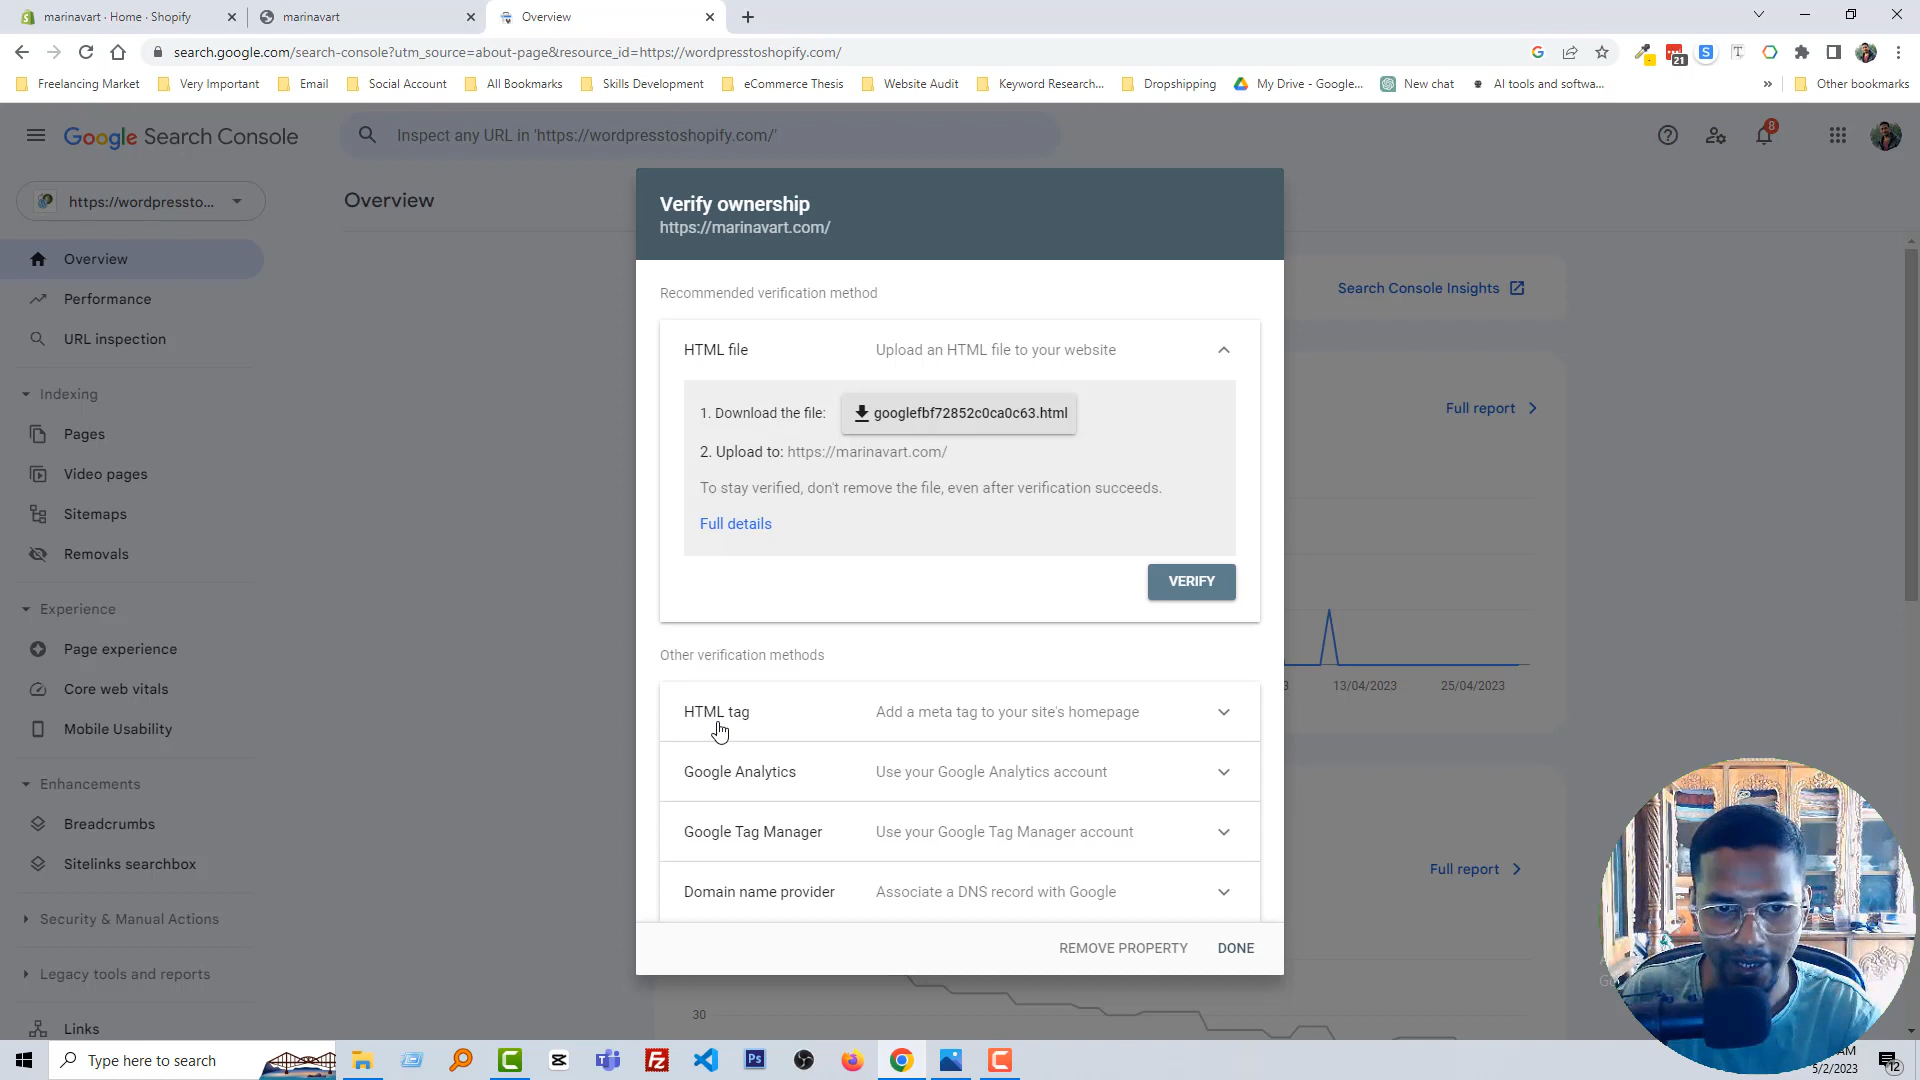 marinavart · Home · Shopify
marinavart
Overview
search.google.com/search-console?utm_source=about-page&resource_id=https://wordpresstoshopify.com/
21
Freelancing Market
Very Important
Email
Social Account
All Bookmarks
Skills Development
eCommerce Thesis
Website Audit
Keyword Research...
Dropshipping
My Drive - Google...
New chat
AI tools and softwa...
»
Other bookmarks
Google Search Console
Inspect any URL in 'https://wordpresstoshopify.com/'
8
https://wordpressto...
Overview
Overview
Performance
URL inspection
Indexing
Pages
Video pages
Sitemaps
Removals
Experience
Page experience
Core web vitals
Mobile Usability
Enhancements
Breadcrumbs
Sitelinks searchbox
Security & Manual Actions
Legacy tools and reports
Links
Verify ownership
https://marinavart.com/
Recommended verification method
HTML file
Upload an HTML file to your website
1. Download the file:
googlefbf72852c0ca0c63.html
2. Upload to: https://marinavart.com/
To stay verified, don't remove the file, even after verification succeeds.
Full details
VERIFY
Other verification methods
HTML tag
Add a meta tag to your site's homepage
Google Analytics
Use your Google Analytics account
Google Tag Manager
Use your Google Tag Manager account
Domain name provider
Associate a DNS record with Google
REMOVE PROPERTY
DONE
Search Console Insights
Full report
3
13/04/2023
25/04/2023
Full report
30
Type here to search
AM
5/2/2023
12